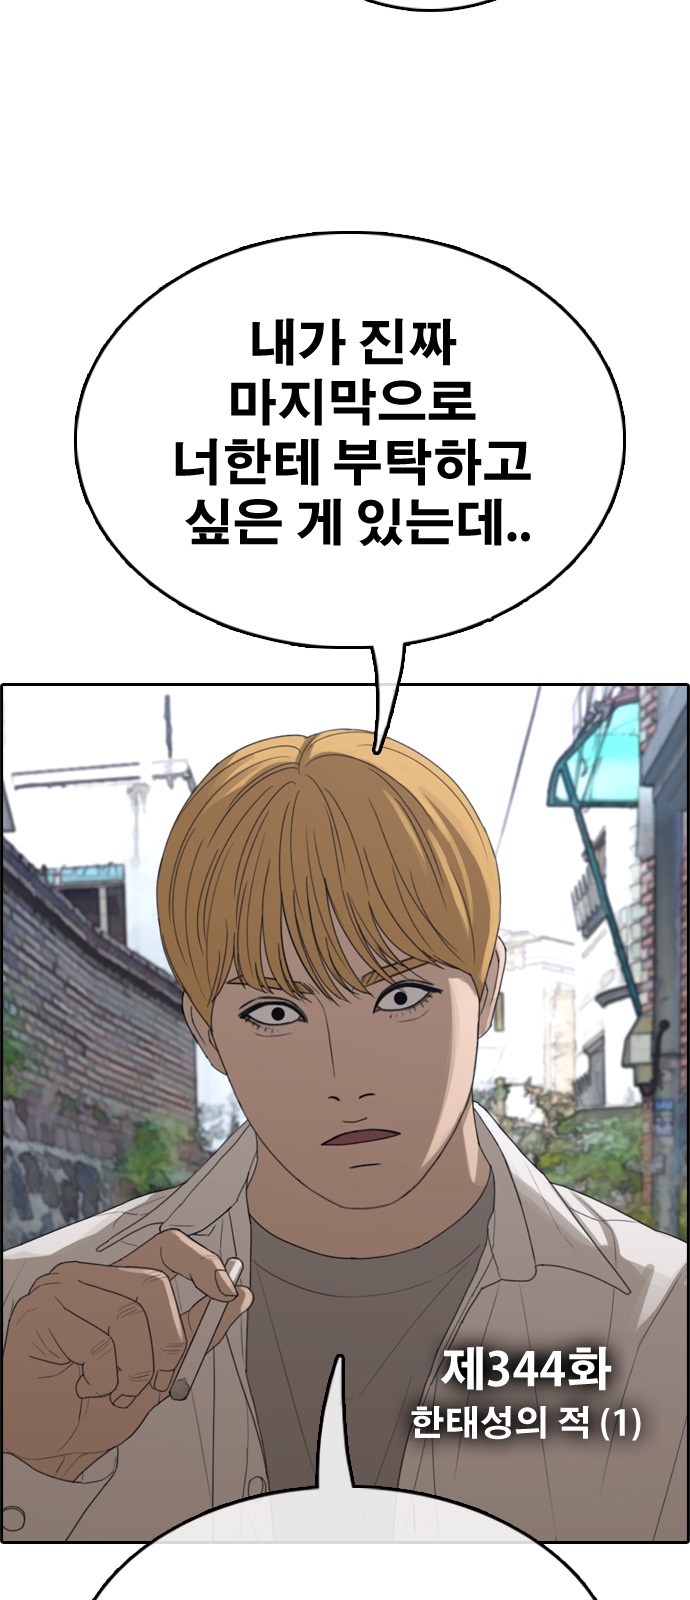 내가 진짜
마지막으로
너한테 부탁하고
싶은 게 있는데..
제344화
한태성의 적 (1)